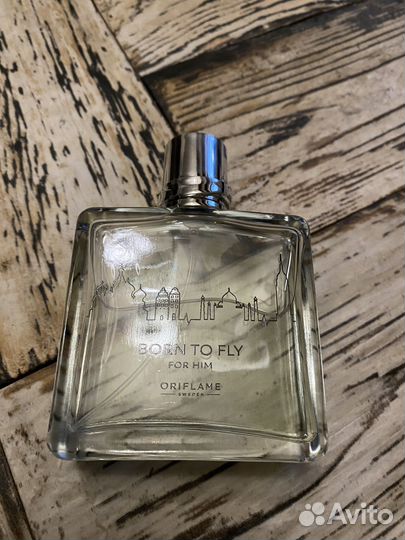 BORN TO FLY
FOR HIM
ORIFLAME
SWEDEN
Avito